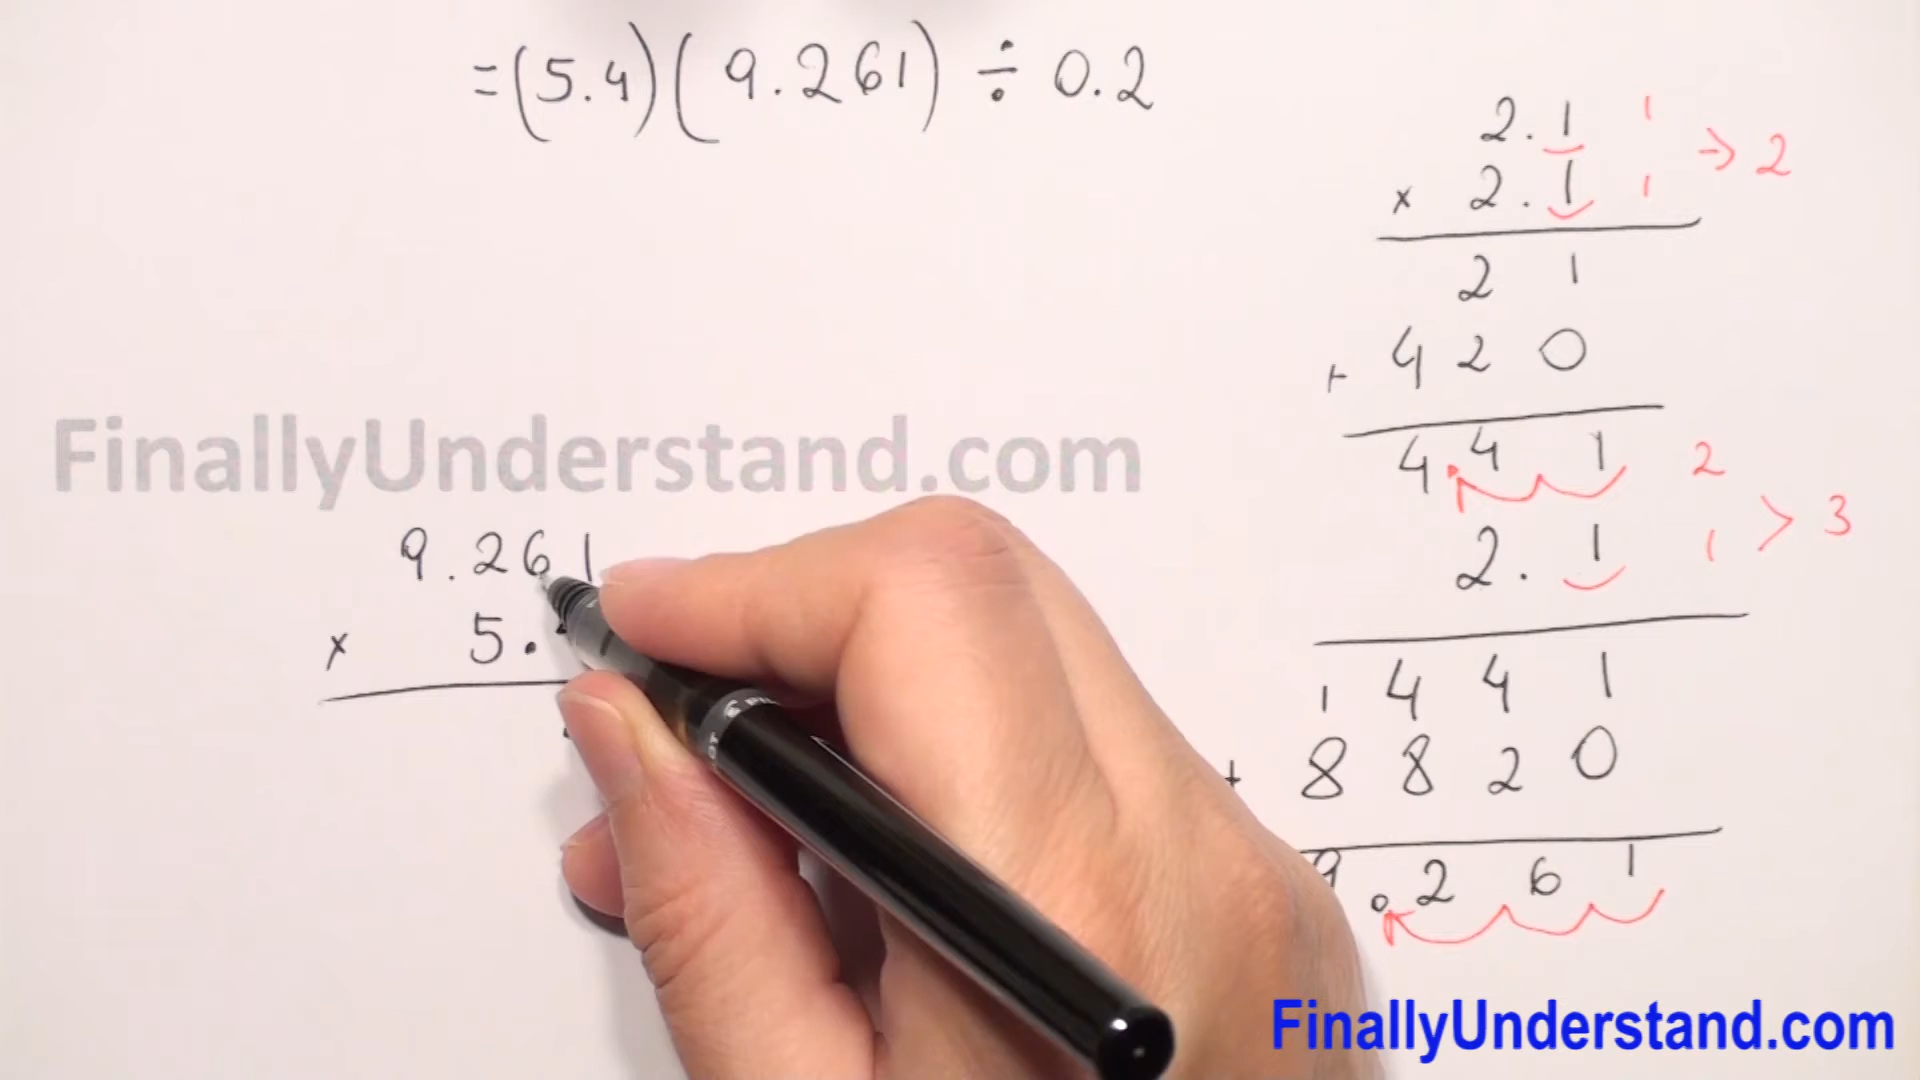 =(5.4)(9.261) ÷ 0.2
2.1 1
x 2.1 1
→ 2
2 1
+ 4 2 0
4.4 1 2
2.1 1
> 3
1 4 4 1
+ 8 8 2 0
9.2 6 1
FinallyUnderstand.com
9.261
x 5.
FinallyUnderstand.com